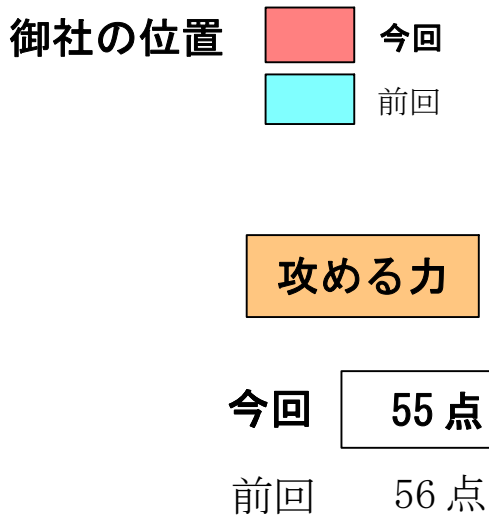 御社の位置 今回
前回
攻める力
今回 55点
前回 56点